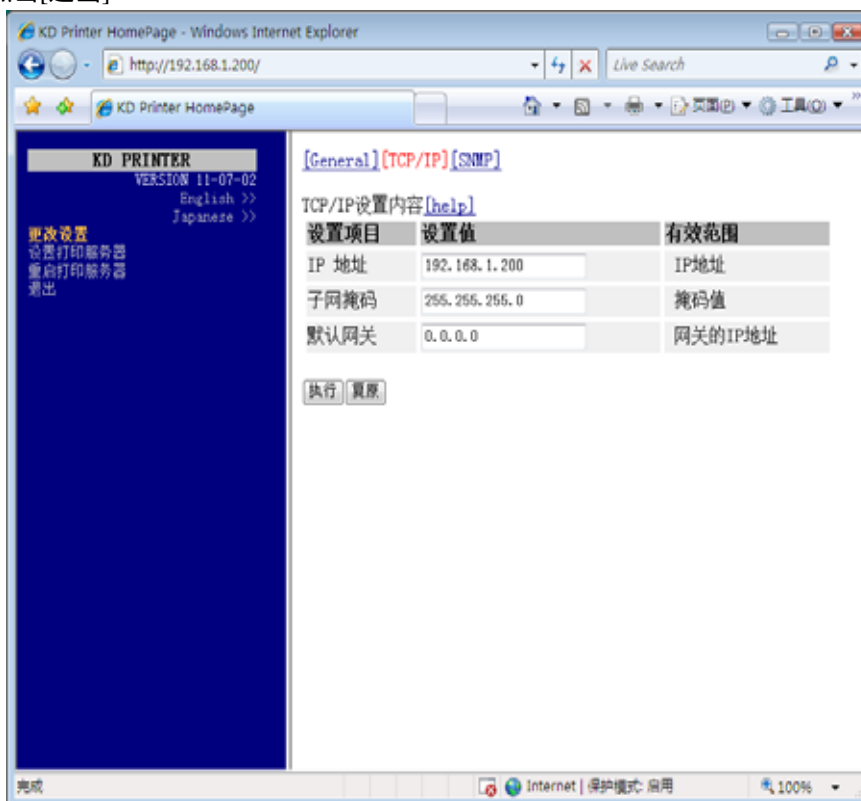 KD Printer HomePage - Windows Internet Explorer
http://192.168.1.200/
Live Search
KD Printer HomePage
页面(P)
工具(O)
KD PRINTER
VERSION 11-07-02
English >>
Japanese >>
更改设置
设置打印服务器
重启打印服务器
退出
[General][TCP/IP][SNMP]
TCP/IP设置内容[help]
设置项目 设置值 有效范围
IP 地址 192.168.1.200 IP地址
子网掩码 255.255.255.0 掩码值
默认网关 0.0.0.0 网关的IP地址
执行 复原
完成
Internet | 保护模式: 启用
100%